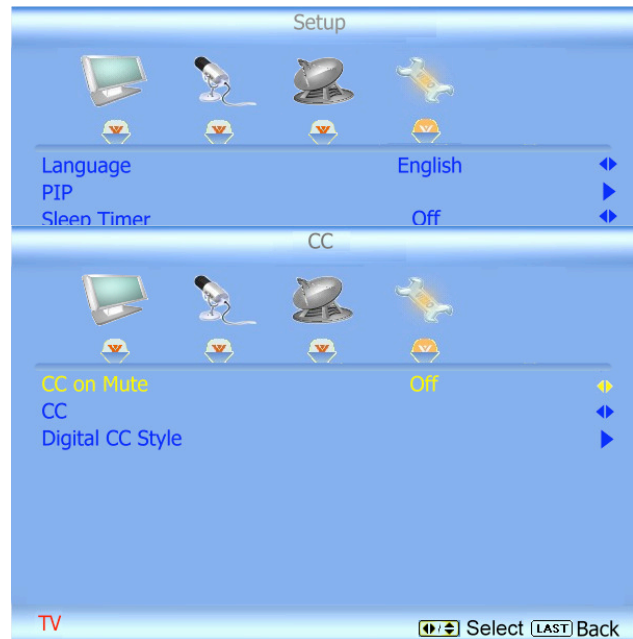 Setup
Language English
PIP
Sleep Timer Off
CC
CC on Mute Off
CC
Digital CC Style
TV Select LAST Back